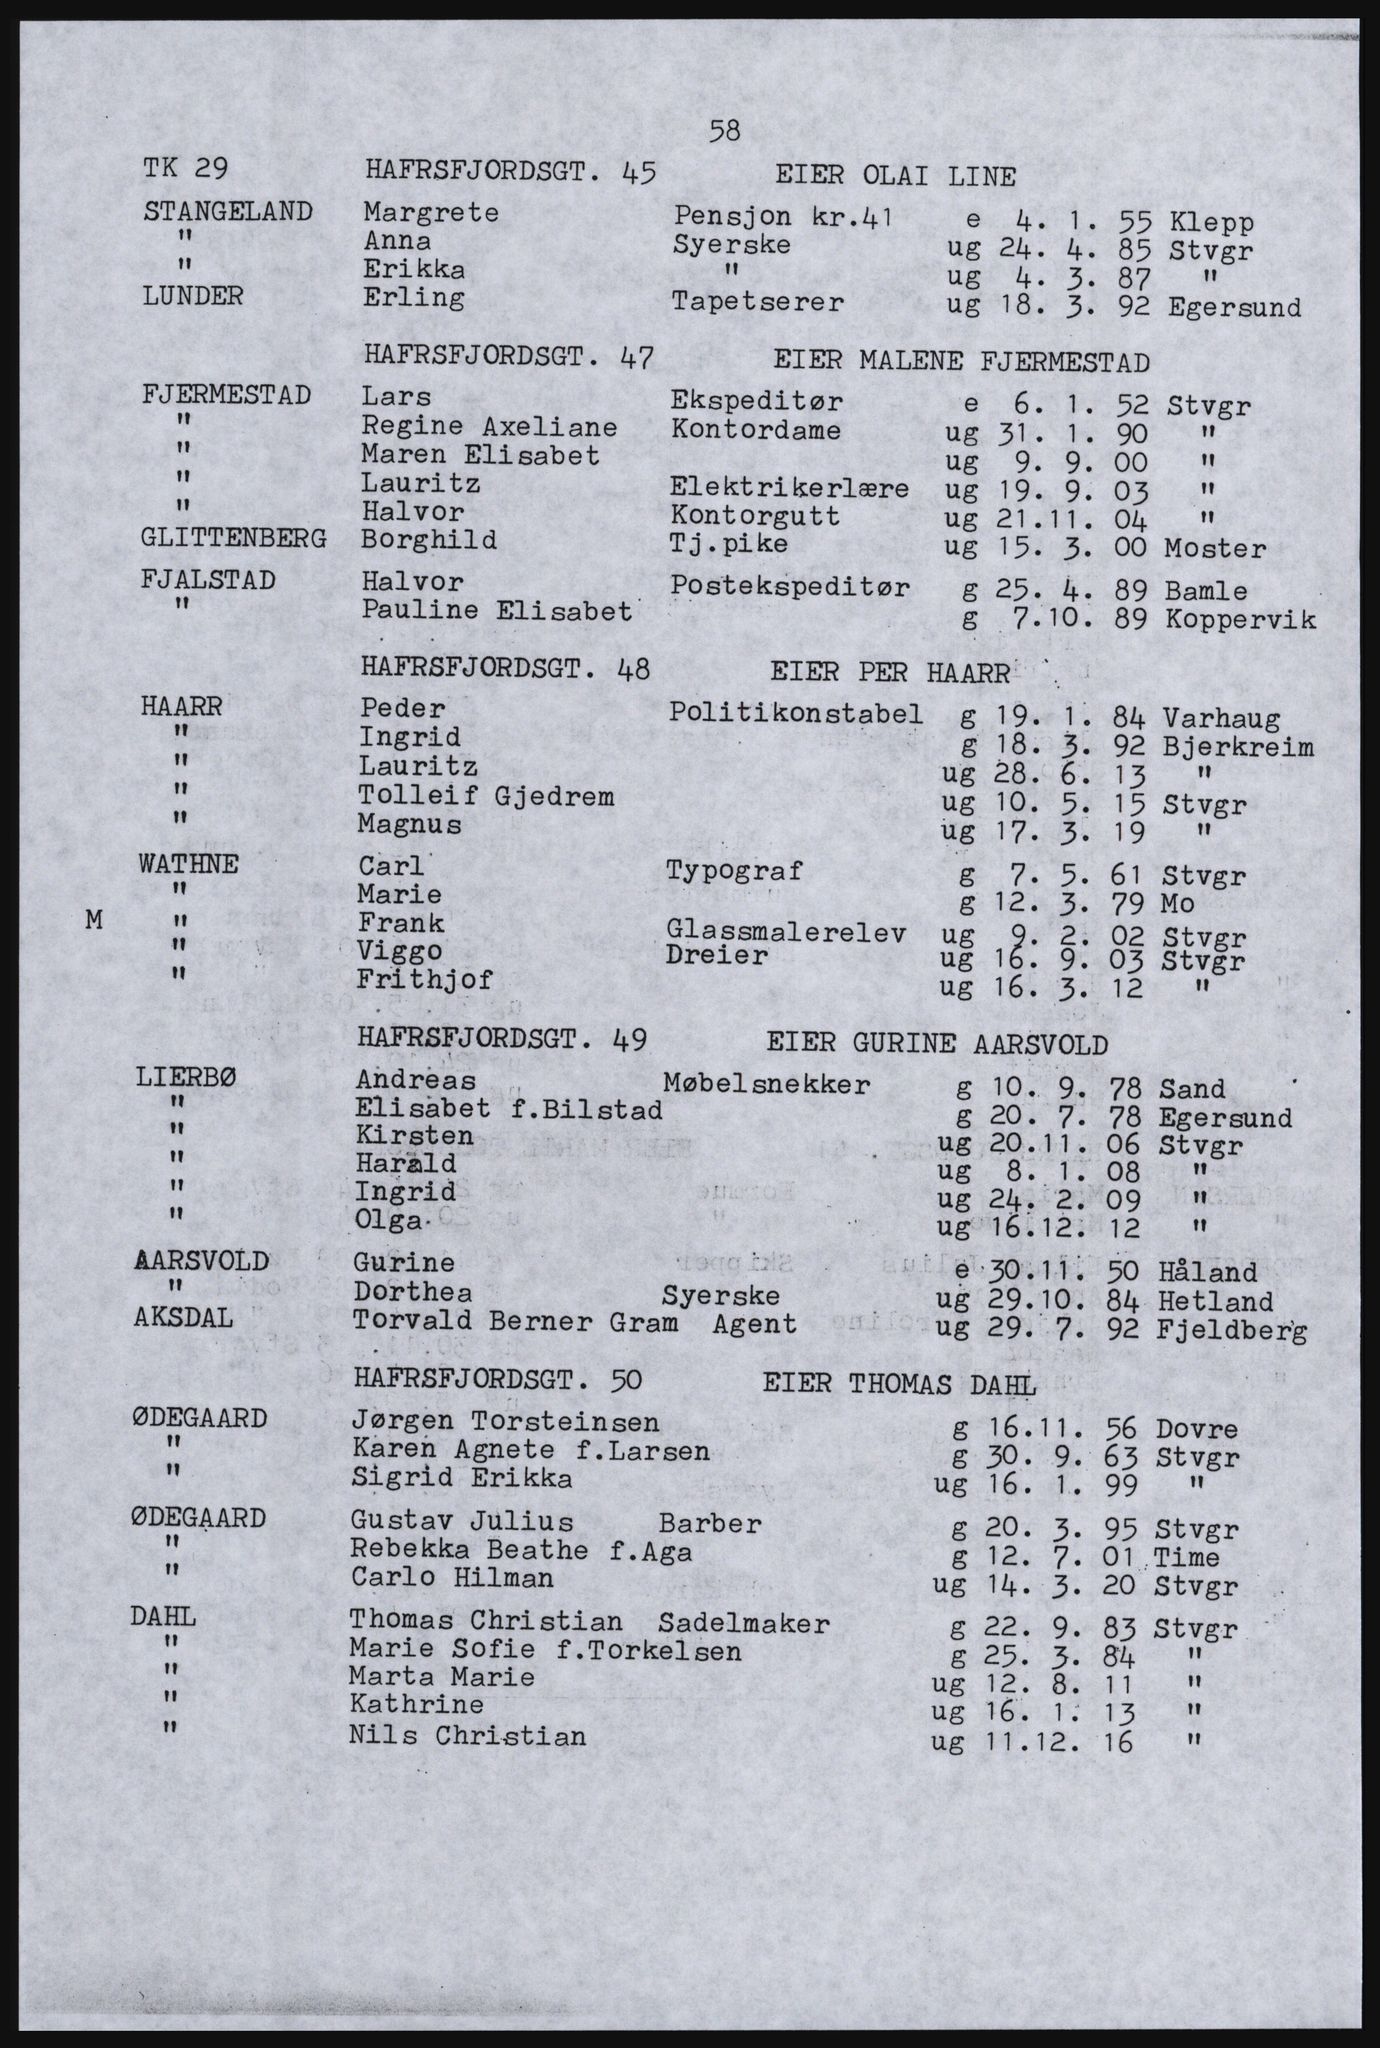 58
TK 29 HAFRSFJORDSGT. 45 EIER OLAI LINE
STANGELAND Margrete Pensjon kr.41 e 4. 1. 55 Klepp
" Anna Syerske ug 24. 4. 85 Stvgr
" Erikka " ug 4. 3. 87 "
LUNDER Erling Tapetserer ug 18. 3. 92 Egersund
HAFRSFJORDSGT. 47 EIER MALENE FJERMESTAD
FJERMESTAD Lars Ekspeditør e 6. 1. 52 Stvgr
" Regine Axeliane Kontordame ug 31. 1. 90 "
" Maren Elisabet ug 9. 9. 00 "
" Lauritz Elektrikerlære ug 19. 9. 03 "
" Halvor Kontorgutt ug 21.11. 04 "
GLITTENBERG Borghild Tj.pike ug 15. 3. 00 Moster
FJALSTAD Halvor Postekspeditør g 25. 4. 89 Bamle
" Pauline Elisabet g 7.10. 89 Koppervik
HAFRSFJORDSGT. 48 EIER PER HAARR
HAARR Peder Politikonstabel g 19. 1. 84 Varhaug
" Ingrid g 18. 3. 92 Bjerkreim
" Lauritz ug 28. 6. 13 "
" Tolleif Gjedrem ug 10. 5. 15 Stvgr
" Magnus ug 17. 3. 19 "
WATHNE Carl Typograf g 7. 5. 61 Stvgr
" Marie g 12. 3. 79 Mo
M " Frank Glassmalerelev ug 9. 2. 02 Stvgr
" Viggo Dreier ug 16. 9. 03 Stvgr
" Frithjof ug 16. 3. 12 "
HAFRSFJORDSGT. 49 EIER GURINE AARSVOLD
LIERBØ Andreas Møbelsnekker g 10. 9. 78 Sand
" Elisabet f.Bilstad g 20. 7. 78 Egersund
" Kirsten ug 20.11. 06 Stvgr
" Harald ug 8. 1. 08 "
" Ingrid ug 24. 2. 09 "
" Olga ug 16.12. 12 "
AARSVOLD Gurine e 30.11. 50 Håland
" Dorthea Syerske ug 29.10. 84 Hetland
AKSDAL Torvald Berner Gram Agent ug 29. 7. 92 Fjeldberg
HAFRSFJORDSGT. 50 EIER THOMAS DAHL
ØDEGAARD Jørgen Torsteinsen g 16.11. 56 Dovre
" Karen Agnete f.Larsen g 30. 9. 63 Stvgr
" Sigrid Erikka ug 16. 1. 99 "
ØDEGAARD Gustav Julius Barber g 20. 3. 95 Stvgr
" Rebekka Beathe f.Aga g 12. 7. 01 Time
" Carlo Hilman ug 14. 3. 20 Stvgr
DAHL Thomas Christian Sadelmaker g 22. 9. 83 Stvgr
" Marie Sofie f.Torkelsen g 25. 3. 84 "
" Marta Marie ug 12. 8. 11 "
" Kathrine ug 16. 1. 13 "
" Nils Christian ug 11.12. 16 "